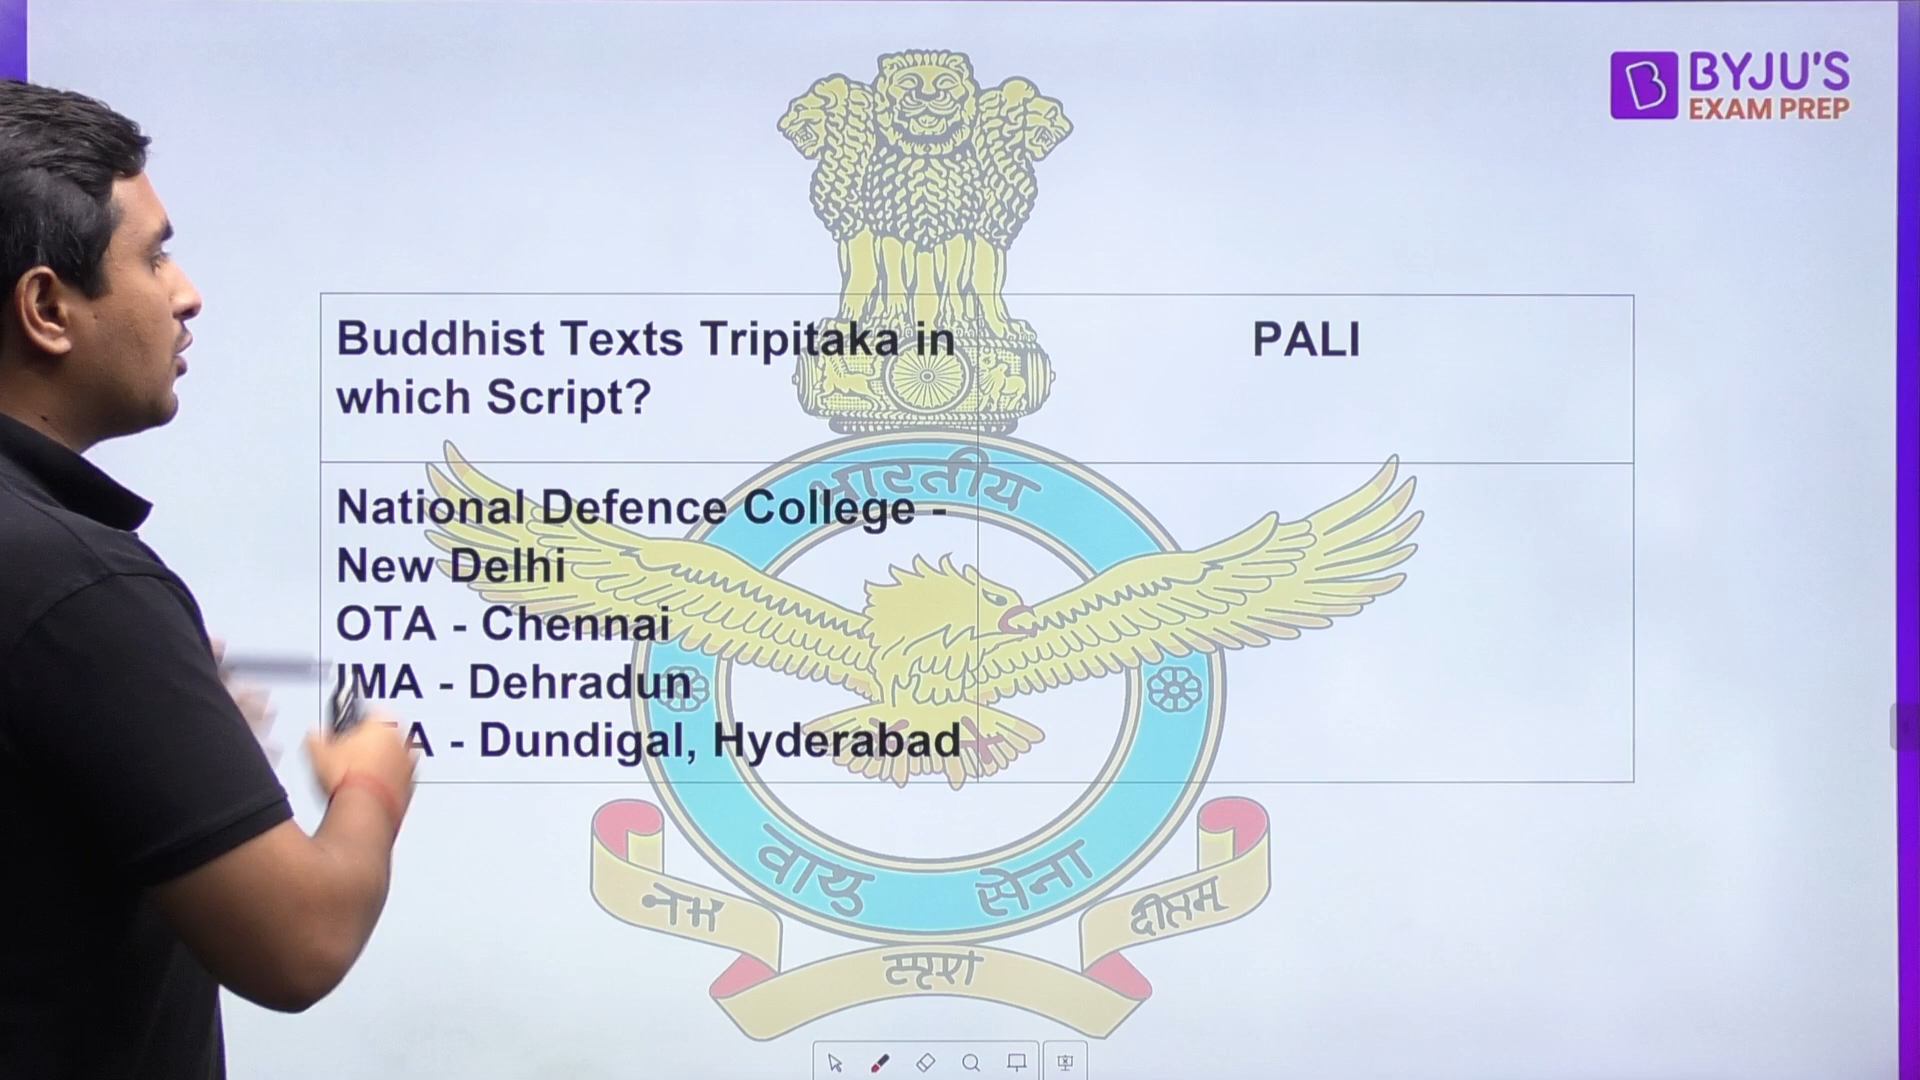 BYJU'S
EXAM PREP
Buddhist Texts Tripitaka in
which Script?
PALI
National Defence College -
New Delhi
OTA - Chennai
IMA - Dehradun
A - Dundigal, Hyderabad
भारतीय
वायु सेना
नभ स्पृश दीप्तम्